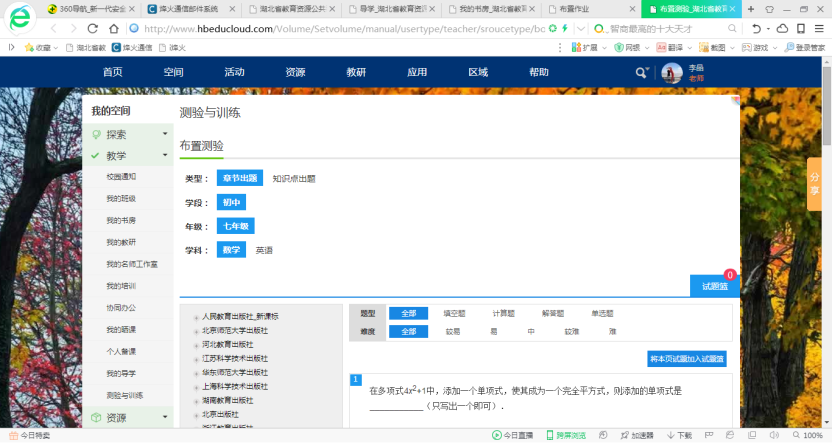 360导航_新一代安全 烽火通信邮件系统 湖北省教育资源公共 导学_湖北省教育资源 我的书房_湖北省教 布置作业 布置测验_湖北省教育
http://www.hbeducloud.com/Volume/Setvolume/manual/usertype/teacher/sroucetype/bo 智商最高的十大天才
收藏 湖北省教 烽火通信 烽火 扩展 网银 翻译 截图 游戏 登录管家
首页 空间 活动 资源 教研 应用 区域 帮助
老师
我的空间
探索
教学
校园通知
我的班级
我的书房
我的教研
我的名师工作室
我的培训
协同办公
我的晒课
个人备课
我的导学
测验与训练
资源
测验与训练
布置测验
类型： 章节出题 知识点出题
学段： 初中
年级： 七年级
学科： 数学 英语
试题篮 0
人民教育出版社_新课标
北京师范大学出版社
河北教育出版社
江苏科学技术出版社
华东师范大学出版社
上海科学技术出版社
湖南教育出版社
北京出版社
浙江教育出版社
题型 全部 填空题 计算题 解答题 单选题
难度 全部 较易 易 中 较难 难
将本页试题加入试题篮
1
在多项式4x²+1中，添加一个单项式，使其成为一个完全平方式，则添加的单项式是
____________（只写出一个即可）．
分享
今日特卖 今日直播 跨屏浏览 加速器 下载 100%